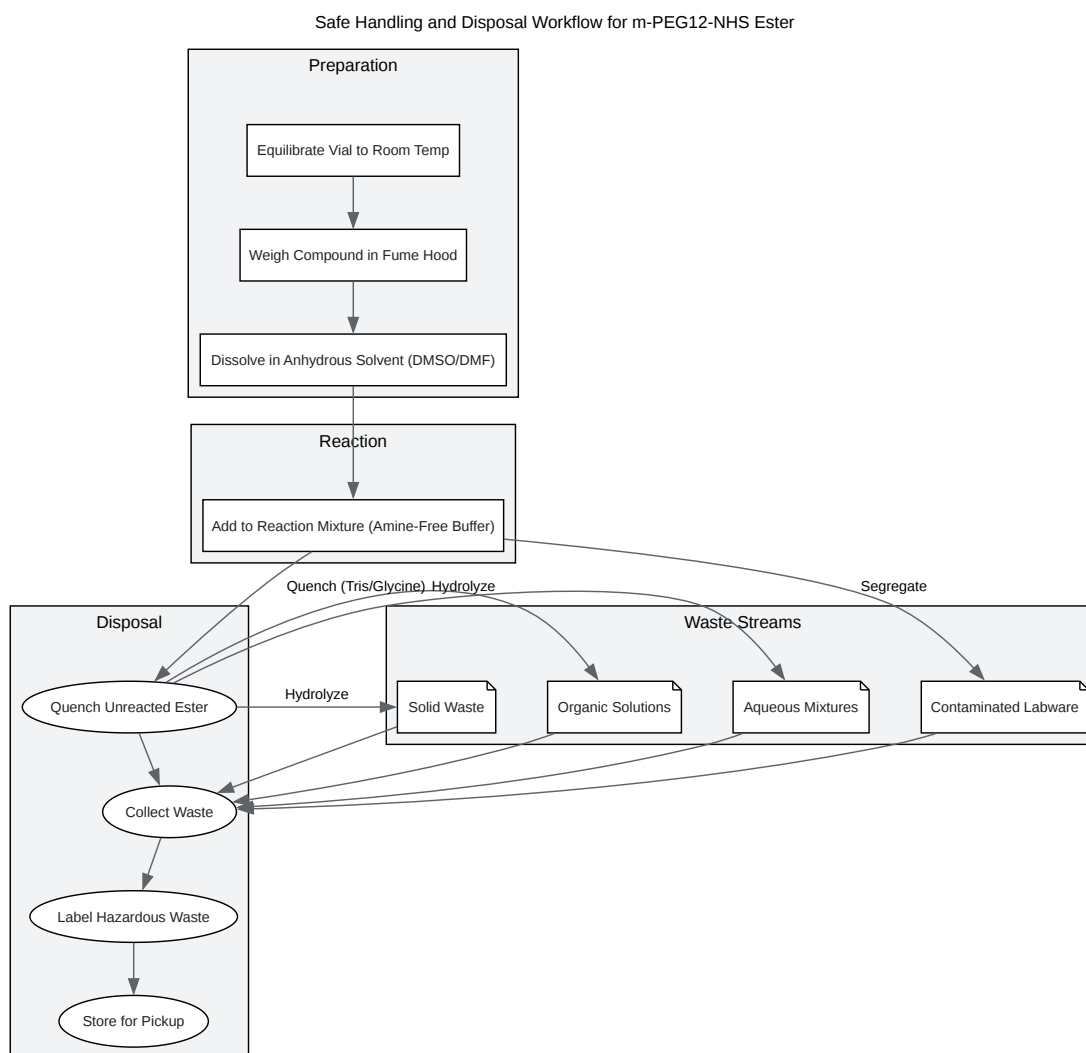 Safe Handling and Disposal Workflow for m-PEG12-NHS Ester
Preparation
Equilibrate Vial to Room Temp
Weigh Compound in Fume Hood
Dissolve in Anhydrous Solvent (DMSO/DMF)
Reaction
Add to Reaction Mixture (Amine-Free Buffer)
Quench (Tris/Glycine)
Hydrolyze
Segregate
Disposal
Waste Streams
Quench Unreacted Ester
Hydrolyze
Solid Waste
Organic Solutions
Aqueous Mixtures
Contaminated Labware
Collect Waste
Label Hazardous Waste
Store for Pickup